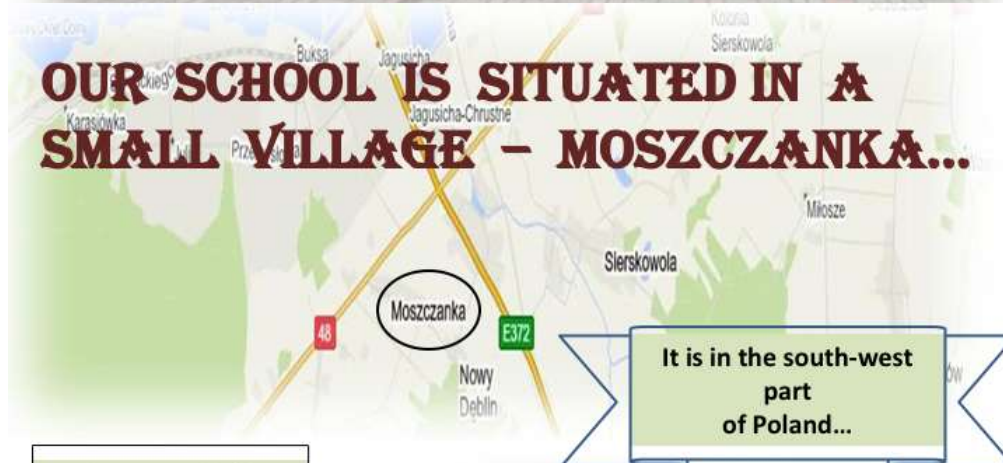 Buksa
Jagusicha
Sierskowola
OUR SCHOOL IS SITUATED IN A
Jagusicha-Chrustne
Karasiówka
SMALL VILLAGE – MOSZCZANKA...
Miłosze
Sierskowola
Moszczanka
48
E372
Nowy
Dęblin
It is in the south-west
part
of Poland...